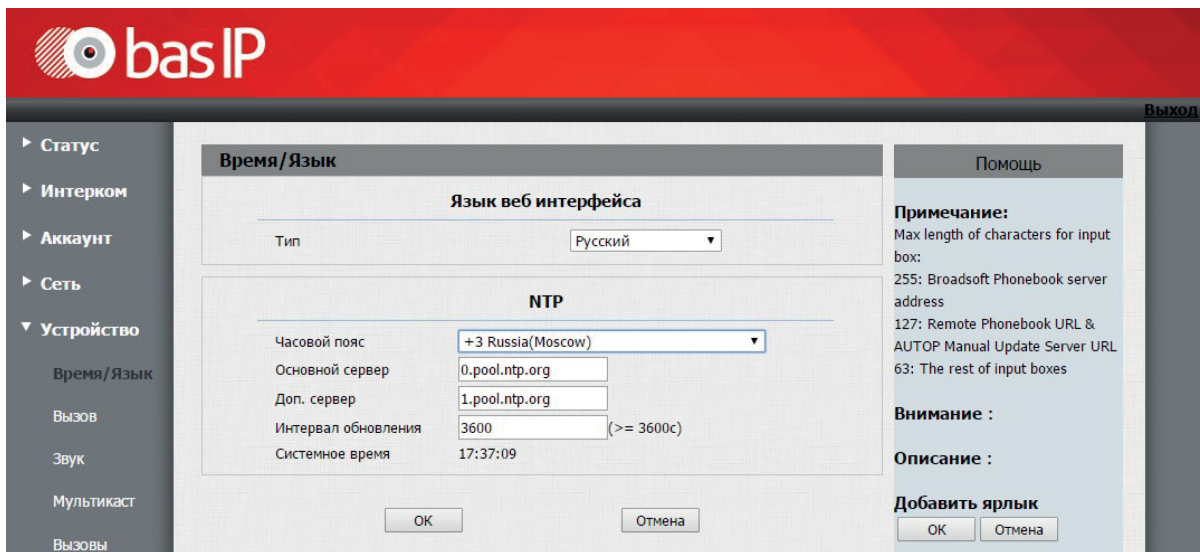 bas IP
Выход
Статус
Интерком
Аккаунт
Сеть
Устройство
Время/Язык
Вызов
Звук
Мультикаст
Вызовы
Время/Язык
Язык веб интерфейса
Тип Русский
NTP
Часовой пояс +3 Russia(Moscow)
Основной сервер 0.pool.ntp.org
Доп. сервер 1.pool.ntp.org
Интервал обновления 3600 (>= 3600с)
Системное время 17:37:09
ОК Отмена
Помощь
Примечание:
Max length of characters for input
box:
255: Broadsoft Phonebook server
address
127: Remote Phonebook URL &
AUTOP Manual Update Server URL
63: The rest of input boxes
Внимание :
Описание :
Добавить ярлык
ОК Отмена